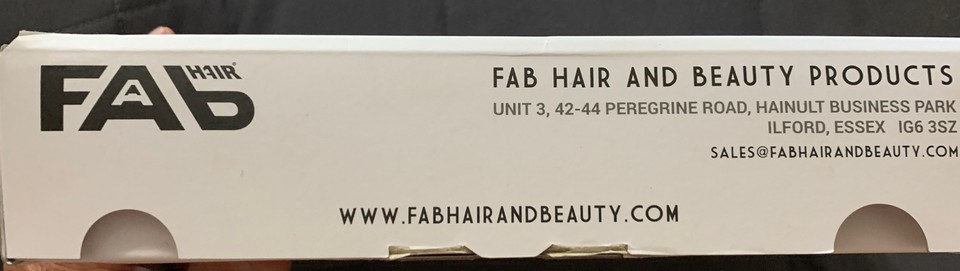 FAB HAIR
FAB HAIR AND BEAUTY PRODUCTS
UNIT 3, 42-44 PEREGRINE ROAD, HAINULT BUSINESS PARK
ILFORD, ESSEX IG6 3SZ
SALES@FABHAIRANDBEAUTY.COM
WWW.FABHAIRANDBEAUTY.COM